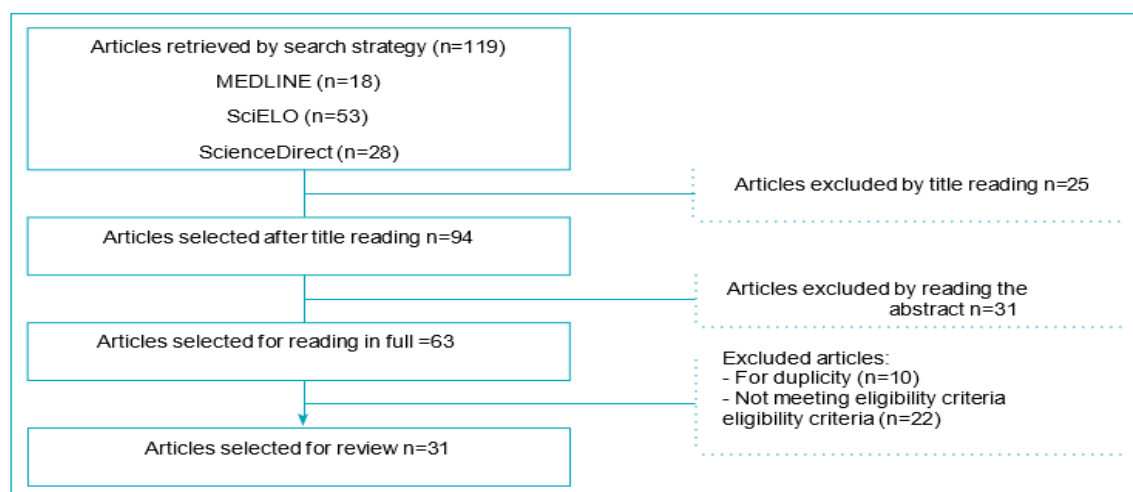 Articles retrieved by search strategy (n=119)
MEDLINE (n=18)
SciELO (n=53)
ScienceDirect (n=28)
Articles excluded by title reading n=25
Articles selected after title reading n=94
Articles excluded by reading the
abstract n=31
Articles selected for reading in full =63
Excluded articles:
- For duplicity (n=10)
- Not meeting eligibility criteria
eligibility criteria (n=22)
Articles selected for review n=31